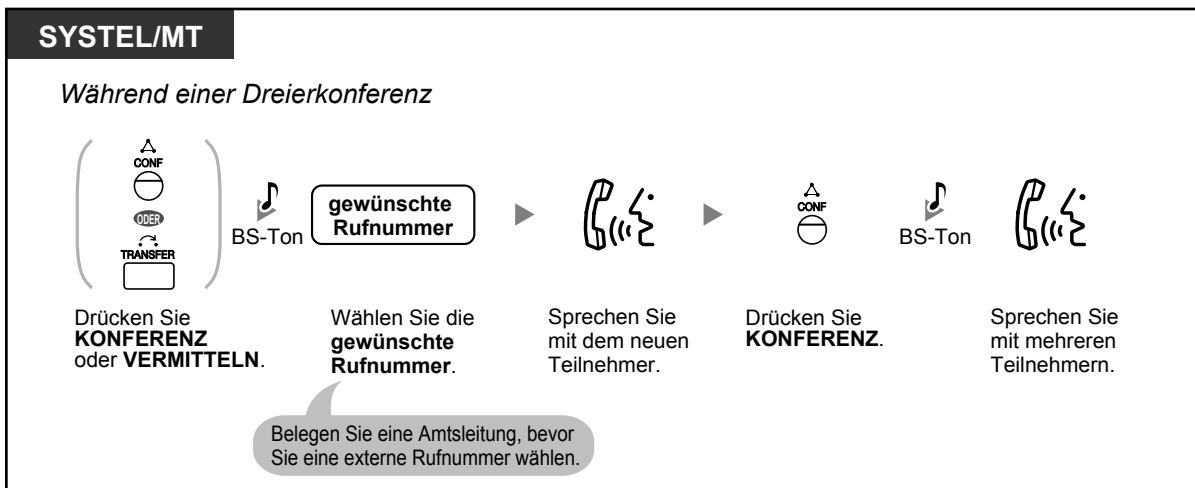 SYSTEL/MT
Während einer Dreierkonferenz
CONF
ODER
TRANSFER
BS-Ton
gewünschte
Rufnummer
CONF
BS-Ton
Drücken Sie
KONFERENZ
oder VERMITTELN.
Wählen Sie die
gewünschte
Rufnummer.
Sprechen Sie
mit dem neuen
Teilnehmer.
Drücken Sie
KONFERENZ.
Sprechen Sie
mit mehreren
Teilnehmern.
Belegen Sie eine Amtsleitung, bevor
Sie eine externe Rufnummer wählen.